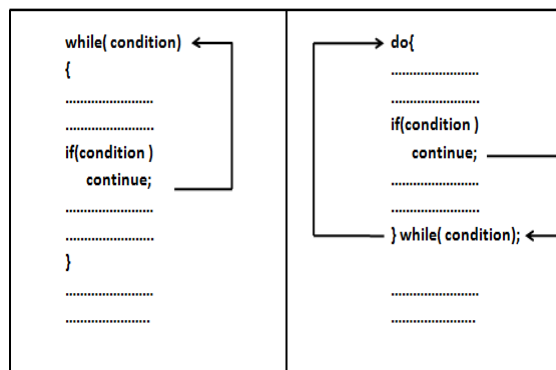 while( condition)
{
........................
........................
if(condition )
continue;
........................
........................
}
........................
.......................
do{
........................
........................
if(condition )
continue;
........................
........................
} while( condition);
........................
.......................